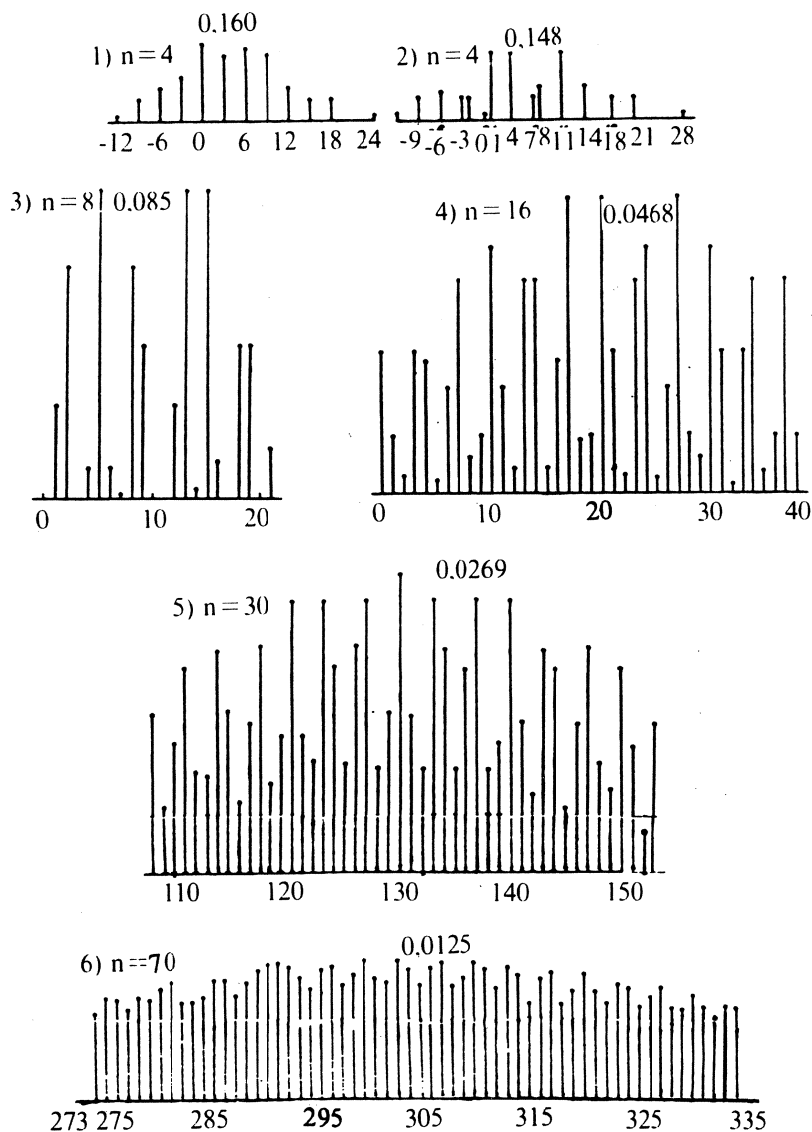 0,160
1) n=4
-12 -6 0 6 12 18 24
0,148
2) n=4
-9 -6 -3 0 1 4 7 8 11 14 18 21 28
3) n=8 0.085
0 10 20
4) n=16 0.0468
0 10 20 30 40
0.0269
5) n=30
110 120 130 140 150
0,0125
6) n=70
273 275 285 295 305 315 325 335